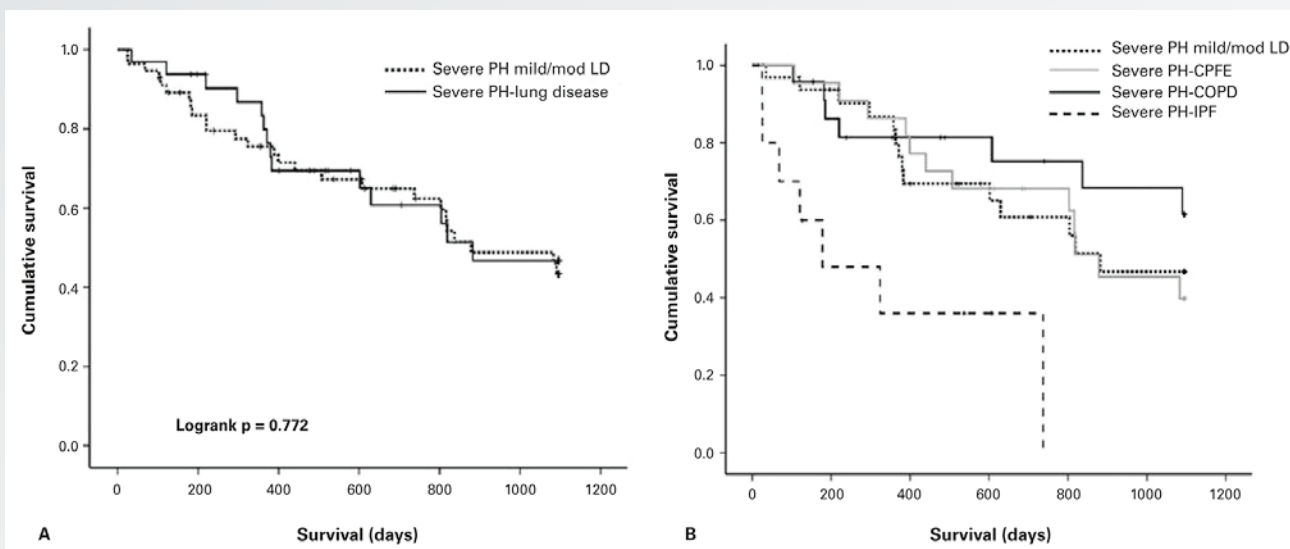 Severe PH mild/mod LD
Severe PH-lung disease
Cumulative survival
1.0
0.8
0.6
0.4
0.2
0.0
Logrank p = 0.772
0 200 400 600 800 1000 1200
A
Survival (days)
Severe PH mild/mod LD
Severe PH-CPFE
Severe PH-COPD
Severe PH-IPF
Cumulative survival
1.0
0.8
0.6
0.4
0.2
0.0
0 200 400 600 800 1000 1200
B
Survival (days)